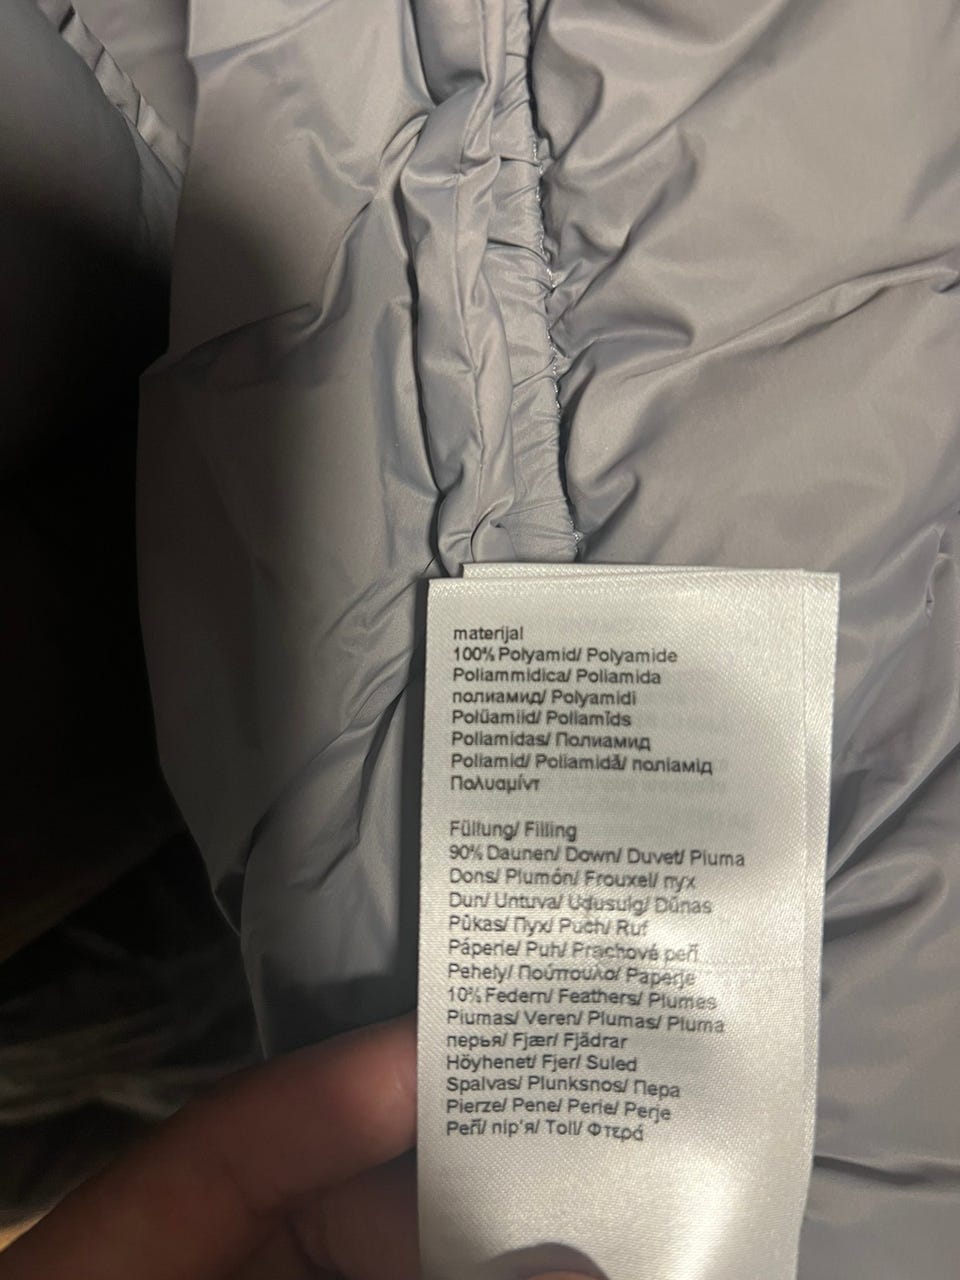 materijal
100% Polyamid/ Polyamide
Poliammidica/ Poliamida
полиамид/ Polyamidi
Polüamiid/ Poliamīds
Poliamidas/ Полиамид
Poliamid/ Poliamidă/ поліамід
Πολυαμίντ
Füllung/ Filling
90% Daunen/ Down/ Duvet/ Piuma
Dons/ Plumón/ Frouxel/ пух
Dun/ Untuva/ Udusulg/ Dūnas
Pūkas/ Пух/ Puch/ Puf
Páperie/ Puh/ Prachové peří
Pehely/ Πούπουλο/ Paperje
10% Federn/ Feathers/ Plumes
Piumas/ Veren/ Plumas/ Pluma
перья/ Fjær/ Fjädrar
Höyhenet/ Fjer/ Suled
Spalvas/ Plunksnos/ Пера
Pierze/ Pene/ Perie/ Perje
Peří/ пір'я/ Toll/ Φτερά